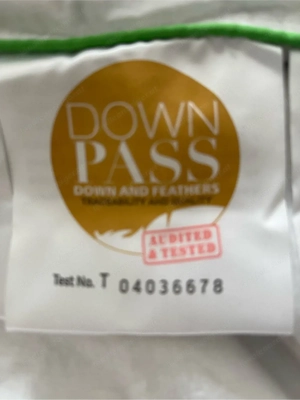 DOWN
PASS
DOWN AND FEATHERS
TRACEABILITY AND QUALITY
AUDITED
& TESTED
Test No. T 04036678